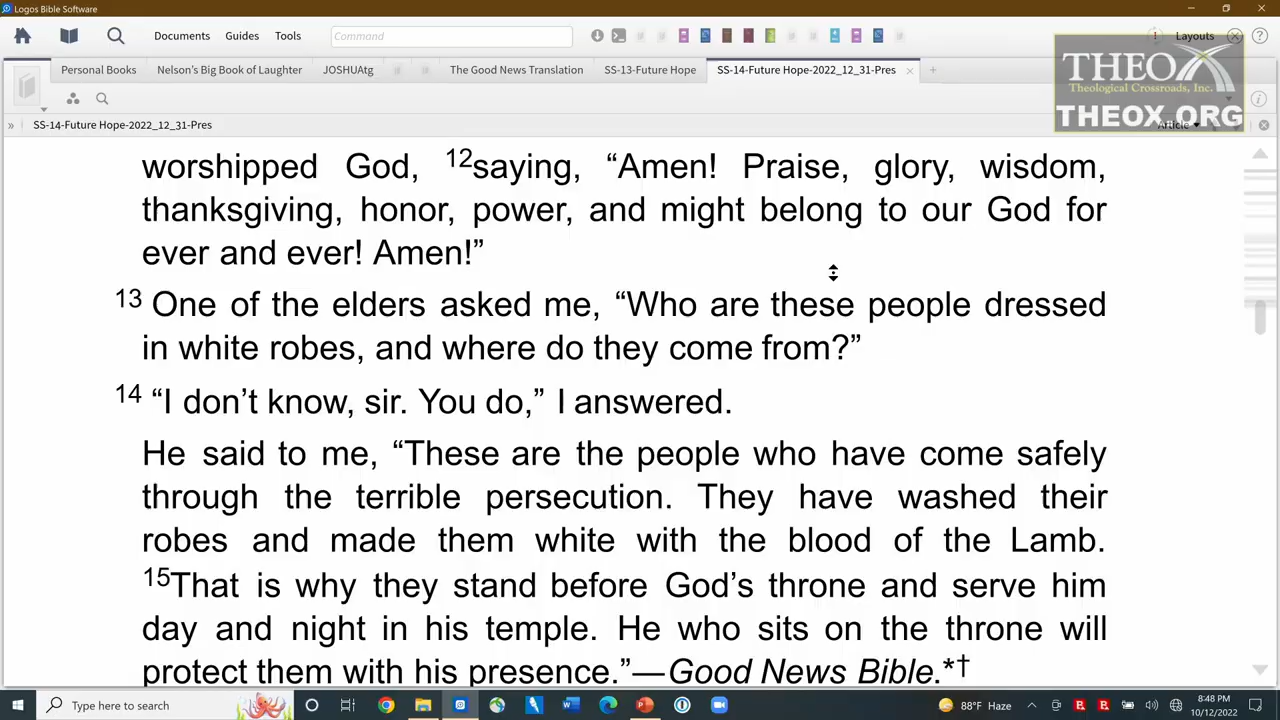 Logos Bible Software
Documents Guides Tools Command Layouts
THEOX
Theological Crossroads, Inc.
THEOX.ORG
Personal Books Nelson's Big Book of Laughter JOSHUAtg The Good News Translation SS-13-Future Hope SS-14-Future Hope-2022_12_31-Pres
SS-14-Future Hope-2022_12_31-Pres Article
worshipped God, 12saying, “Amen! Praise, glory, wisdom,
thanksgiving, honor, power, and might belong to our God for
ever and ever! Amen!”
13 One of the elders asked me, “Who are these people dressed
in white robes, and where do they come from?”
14 “I don’t know, sir. You do,” I answered.
He said to me, “These are the people who have come safely
through the terrible persecution. They have washed their
robes and made them white with the blood of the Lamb.
15That is why they stand before God’s throne and serve him
day and night in his temple. He who sits on the throne will
protect them with his presence.”—Good News Bible.*†
Type here to search
88°F Haze
8:48 PM
10/12/2022